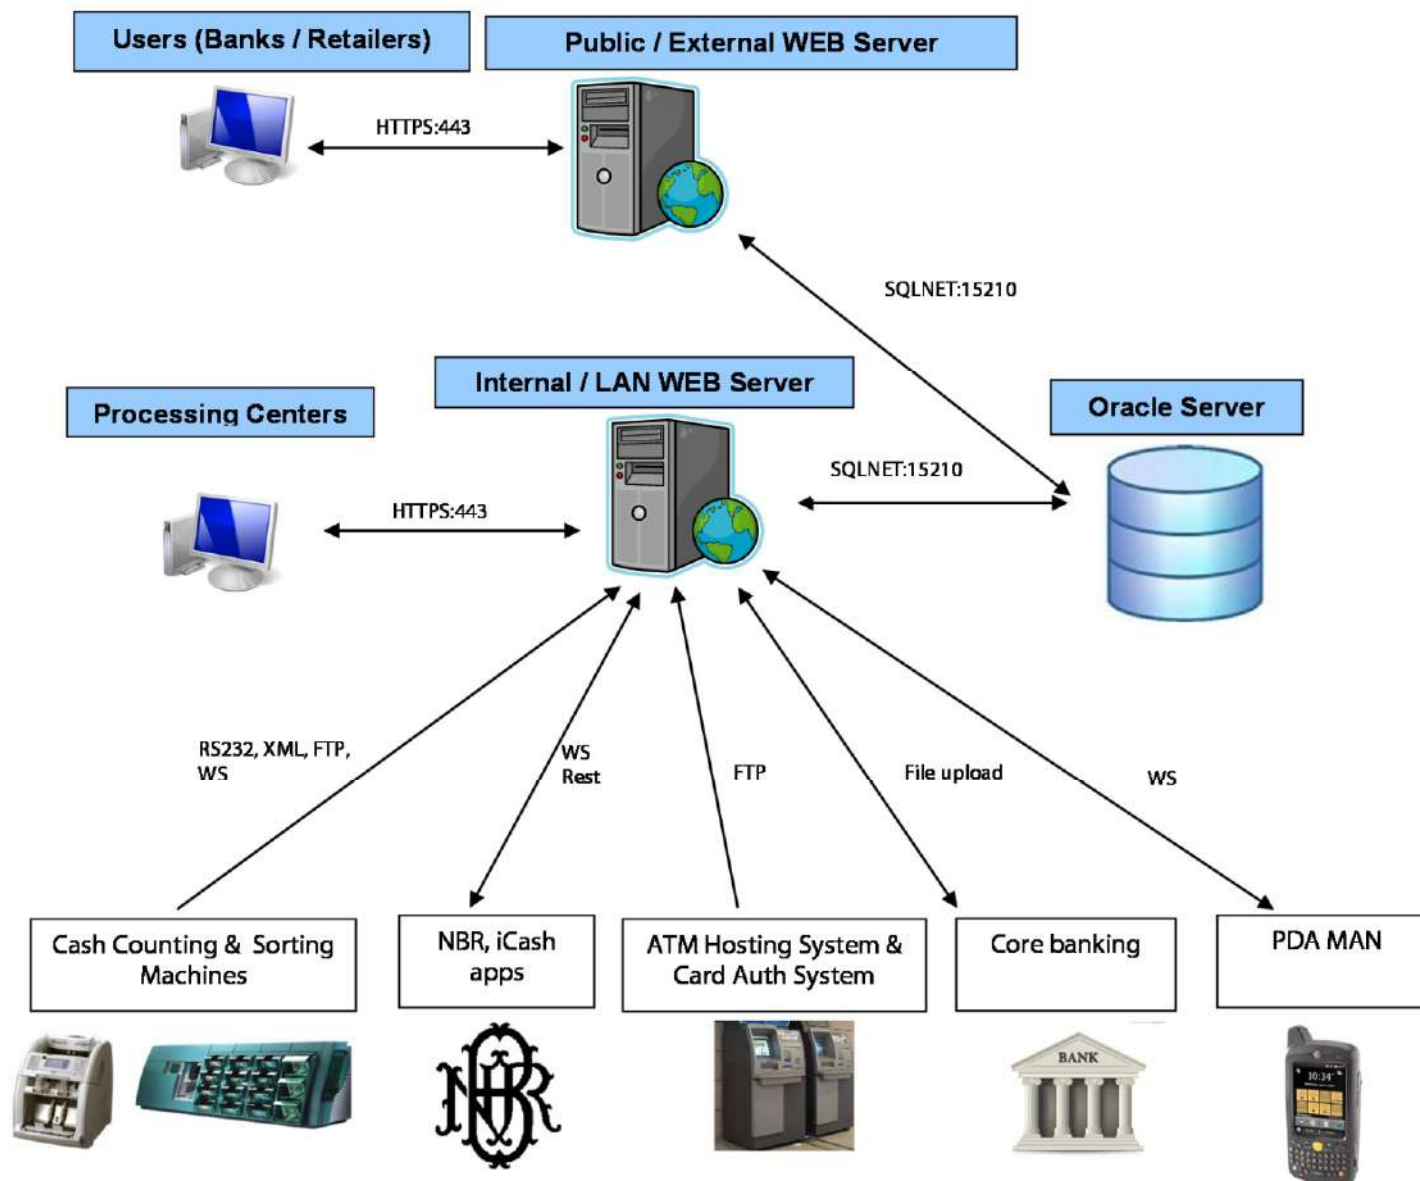 Users (Banks / Retailers)
Public / External WEB Server
HTTPS:443
SQLNET:15210
Internal / LAN WEB Server
Processing Centers
Oracle Server
SQLNET:15210
HTTPS:443
RS232, XML, FTP,
WS
WS
Rest
FTP
File upload
WS
Cash Counting & Sorting
Machines
NBR, iCash
apps
ATM Hosting System &
Card Auth System
Core banking
PDA MAN
BANK
10:34
NBR